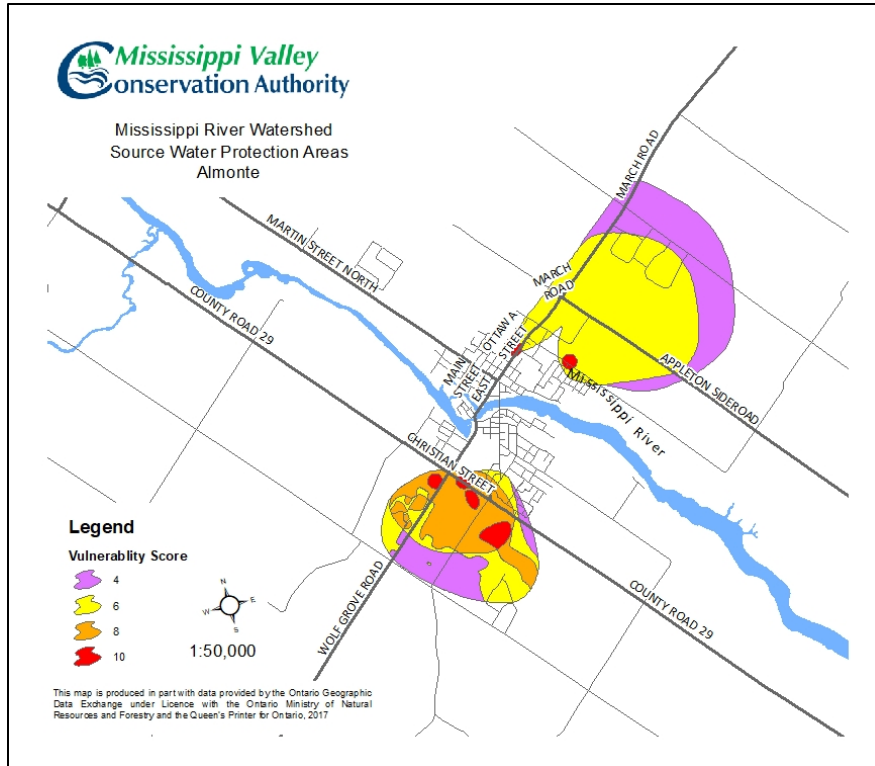 Mississippi Valley
Conservation Authority
Mississippi River Watershed
Source Water Protection Areas
Almonte
MARCH ROAD
MARTIN STREET NORTH
MARCH
ROAD
COUNTY ROAD 29
OTTAWA
STREET
MAIN
STREET
EAST
APPLETON SIDEROAD
Mississippi River
CHRISTIAN STREET
Legend
Vulnerablity Score
4
6
8
10
N
W
E
S
1:50,000
WOLF GROVE ROAD
COUNTY ROAD 29
This map is produced in part with data provided by the Ontario Geographic
Data Exchange under Licence with the Ontario Ministry of Natural
Resources and Forestry and the Queen's Printer for Ontario, 2017